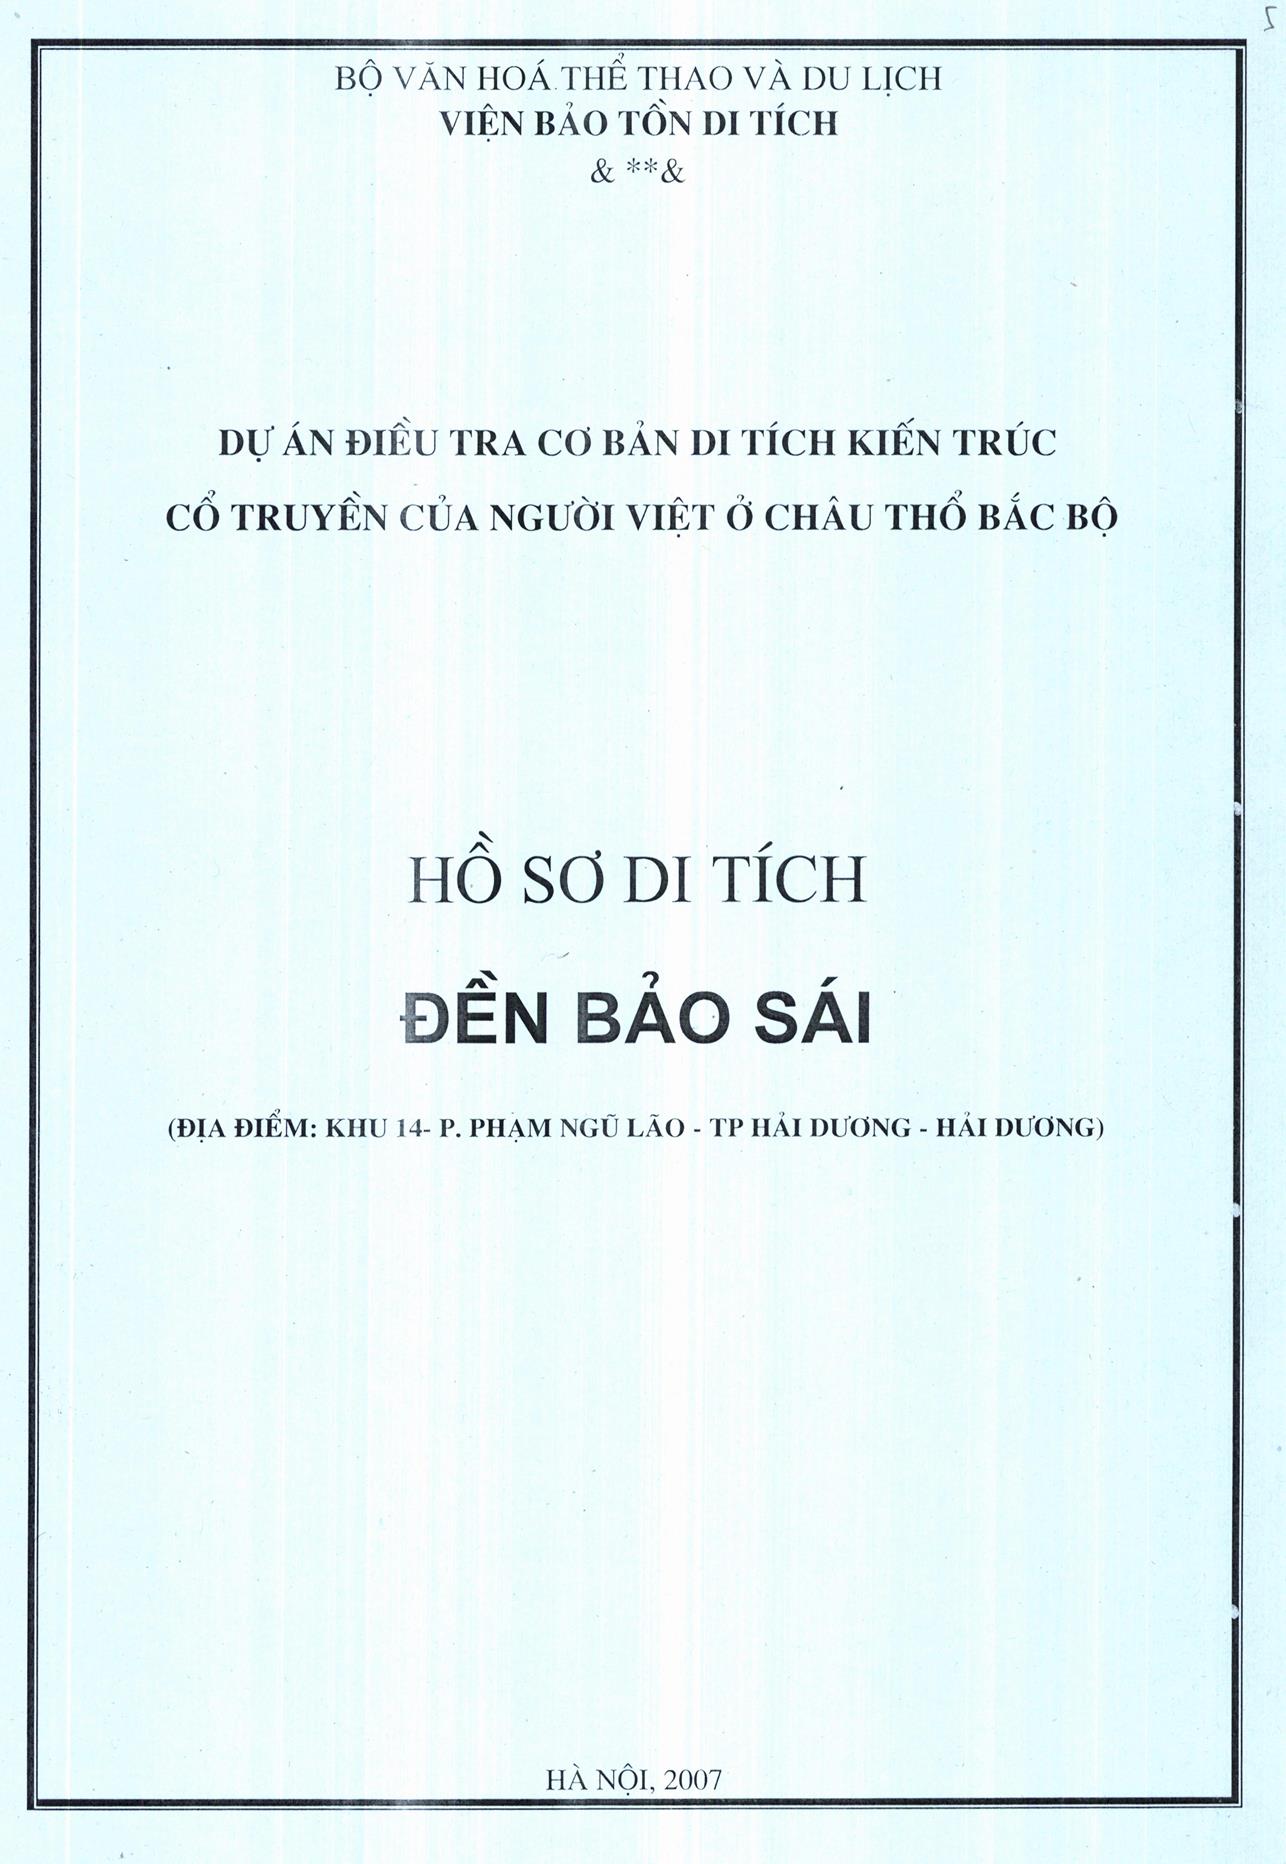 BỘ VĂN HOÁ THỂ THAO VÀ DU LỊCH
VIỆN BẢO TỒN DI TÍCH
& **&
DỰ ÁN ĐIỀU TRA CƠ BẢN DI TÍCH KIẾN TRÚC
CỔ TRUYỀN CỦA NGƯỜI VIỆT Ở CHÂU THỔ BẮC BỘ
HỒ SƠ DI TÍCH
ĐỀN BẢO SÁI
(ĐỊA ĐIỂM: KHU 14- P. PHẠM NGŨ LÃO - TP HẢI DƯƠNG - HẢI DƯƠNG)
HÀ NỘI, 2007